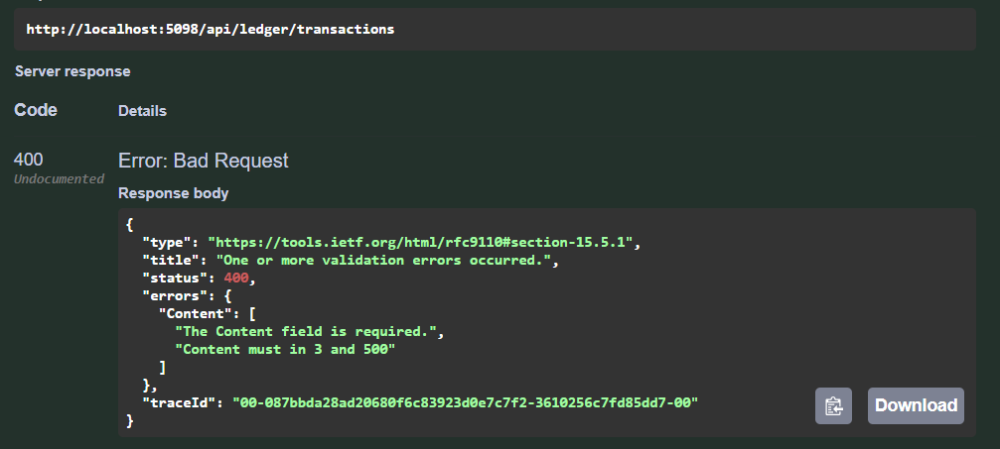 http://localhost:5098/api/ledger/transactions
Server response
Code Details
400 Error: Bad Request
Undocumented
Response body
{
"type": "https://tools.ietf.org/html/rfc9110#section-15.5.1",
"title": "One or more validation errors occurred.",
"status": 400,
"errors": {
"Content": [
"The Content field is required.",
"Content must in 3 and 500"
]
},
"traceId": "00-087bbda28ad20680f6c83923d0e7c7f2-3610256c7fd85dd7-00"
}
Download